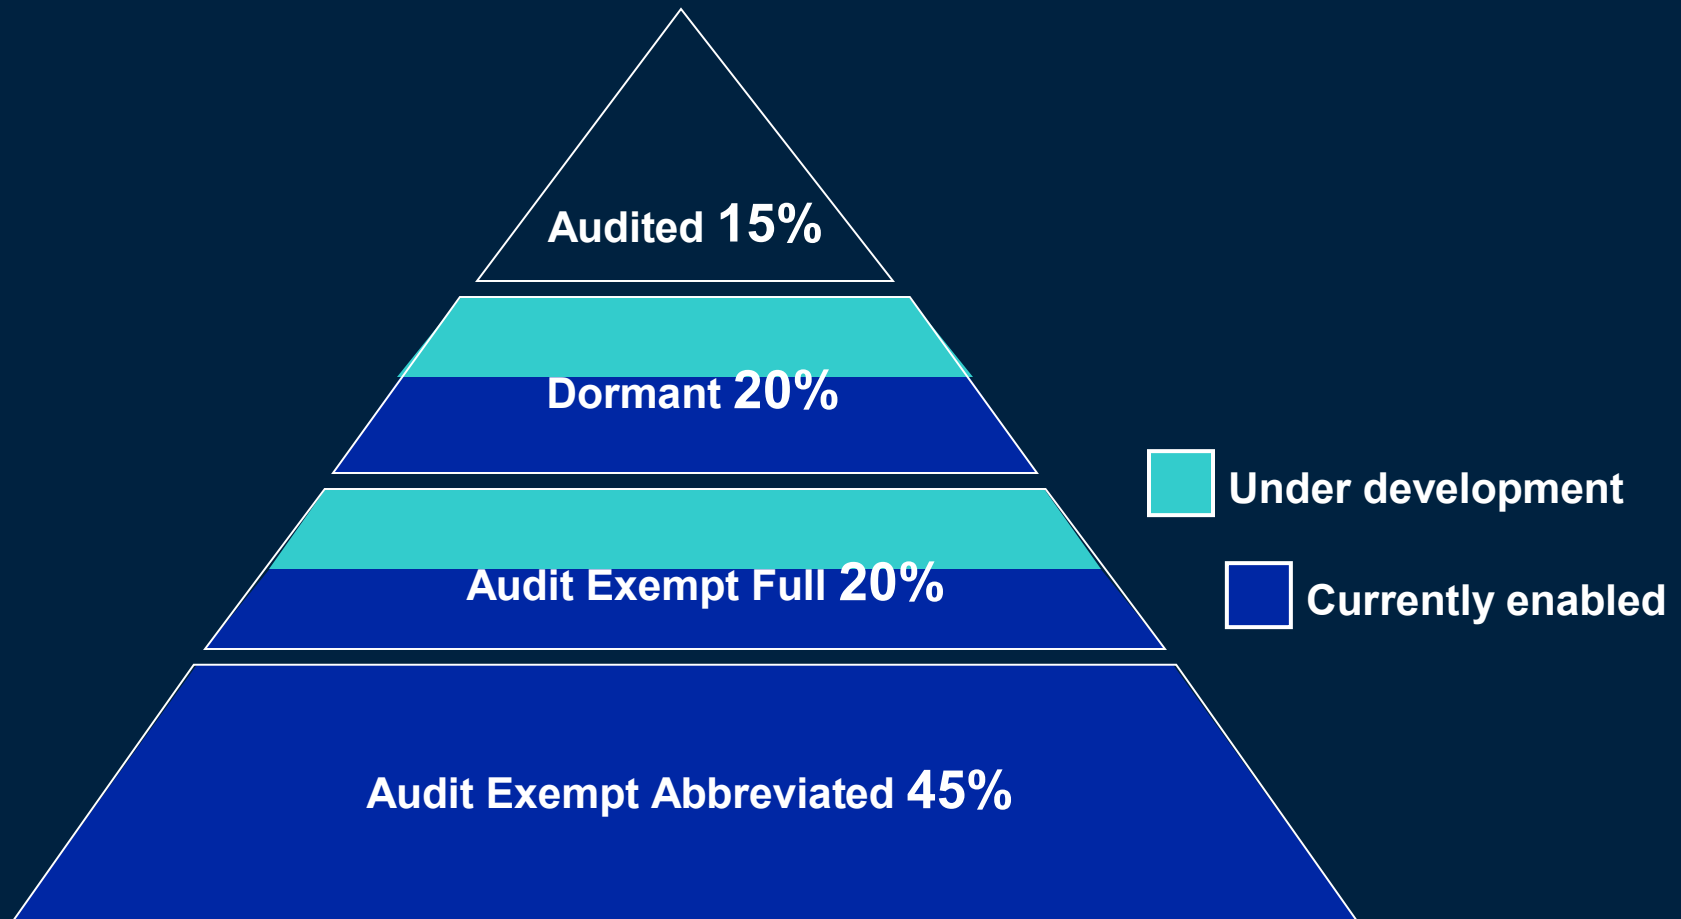 Audited 15%
Dormant 20%
Under development
Audit Exempt Full 20%
Currently enabled
Audit Exempt Abbreviated 45%